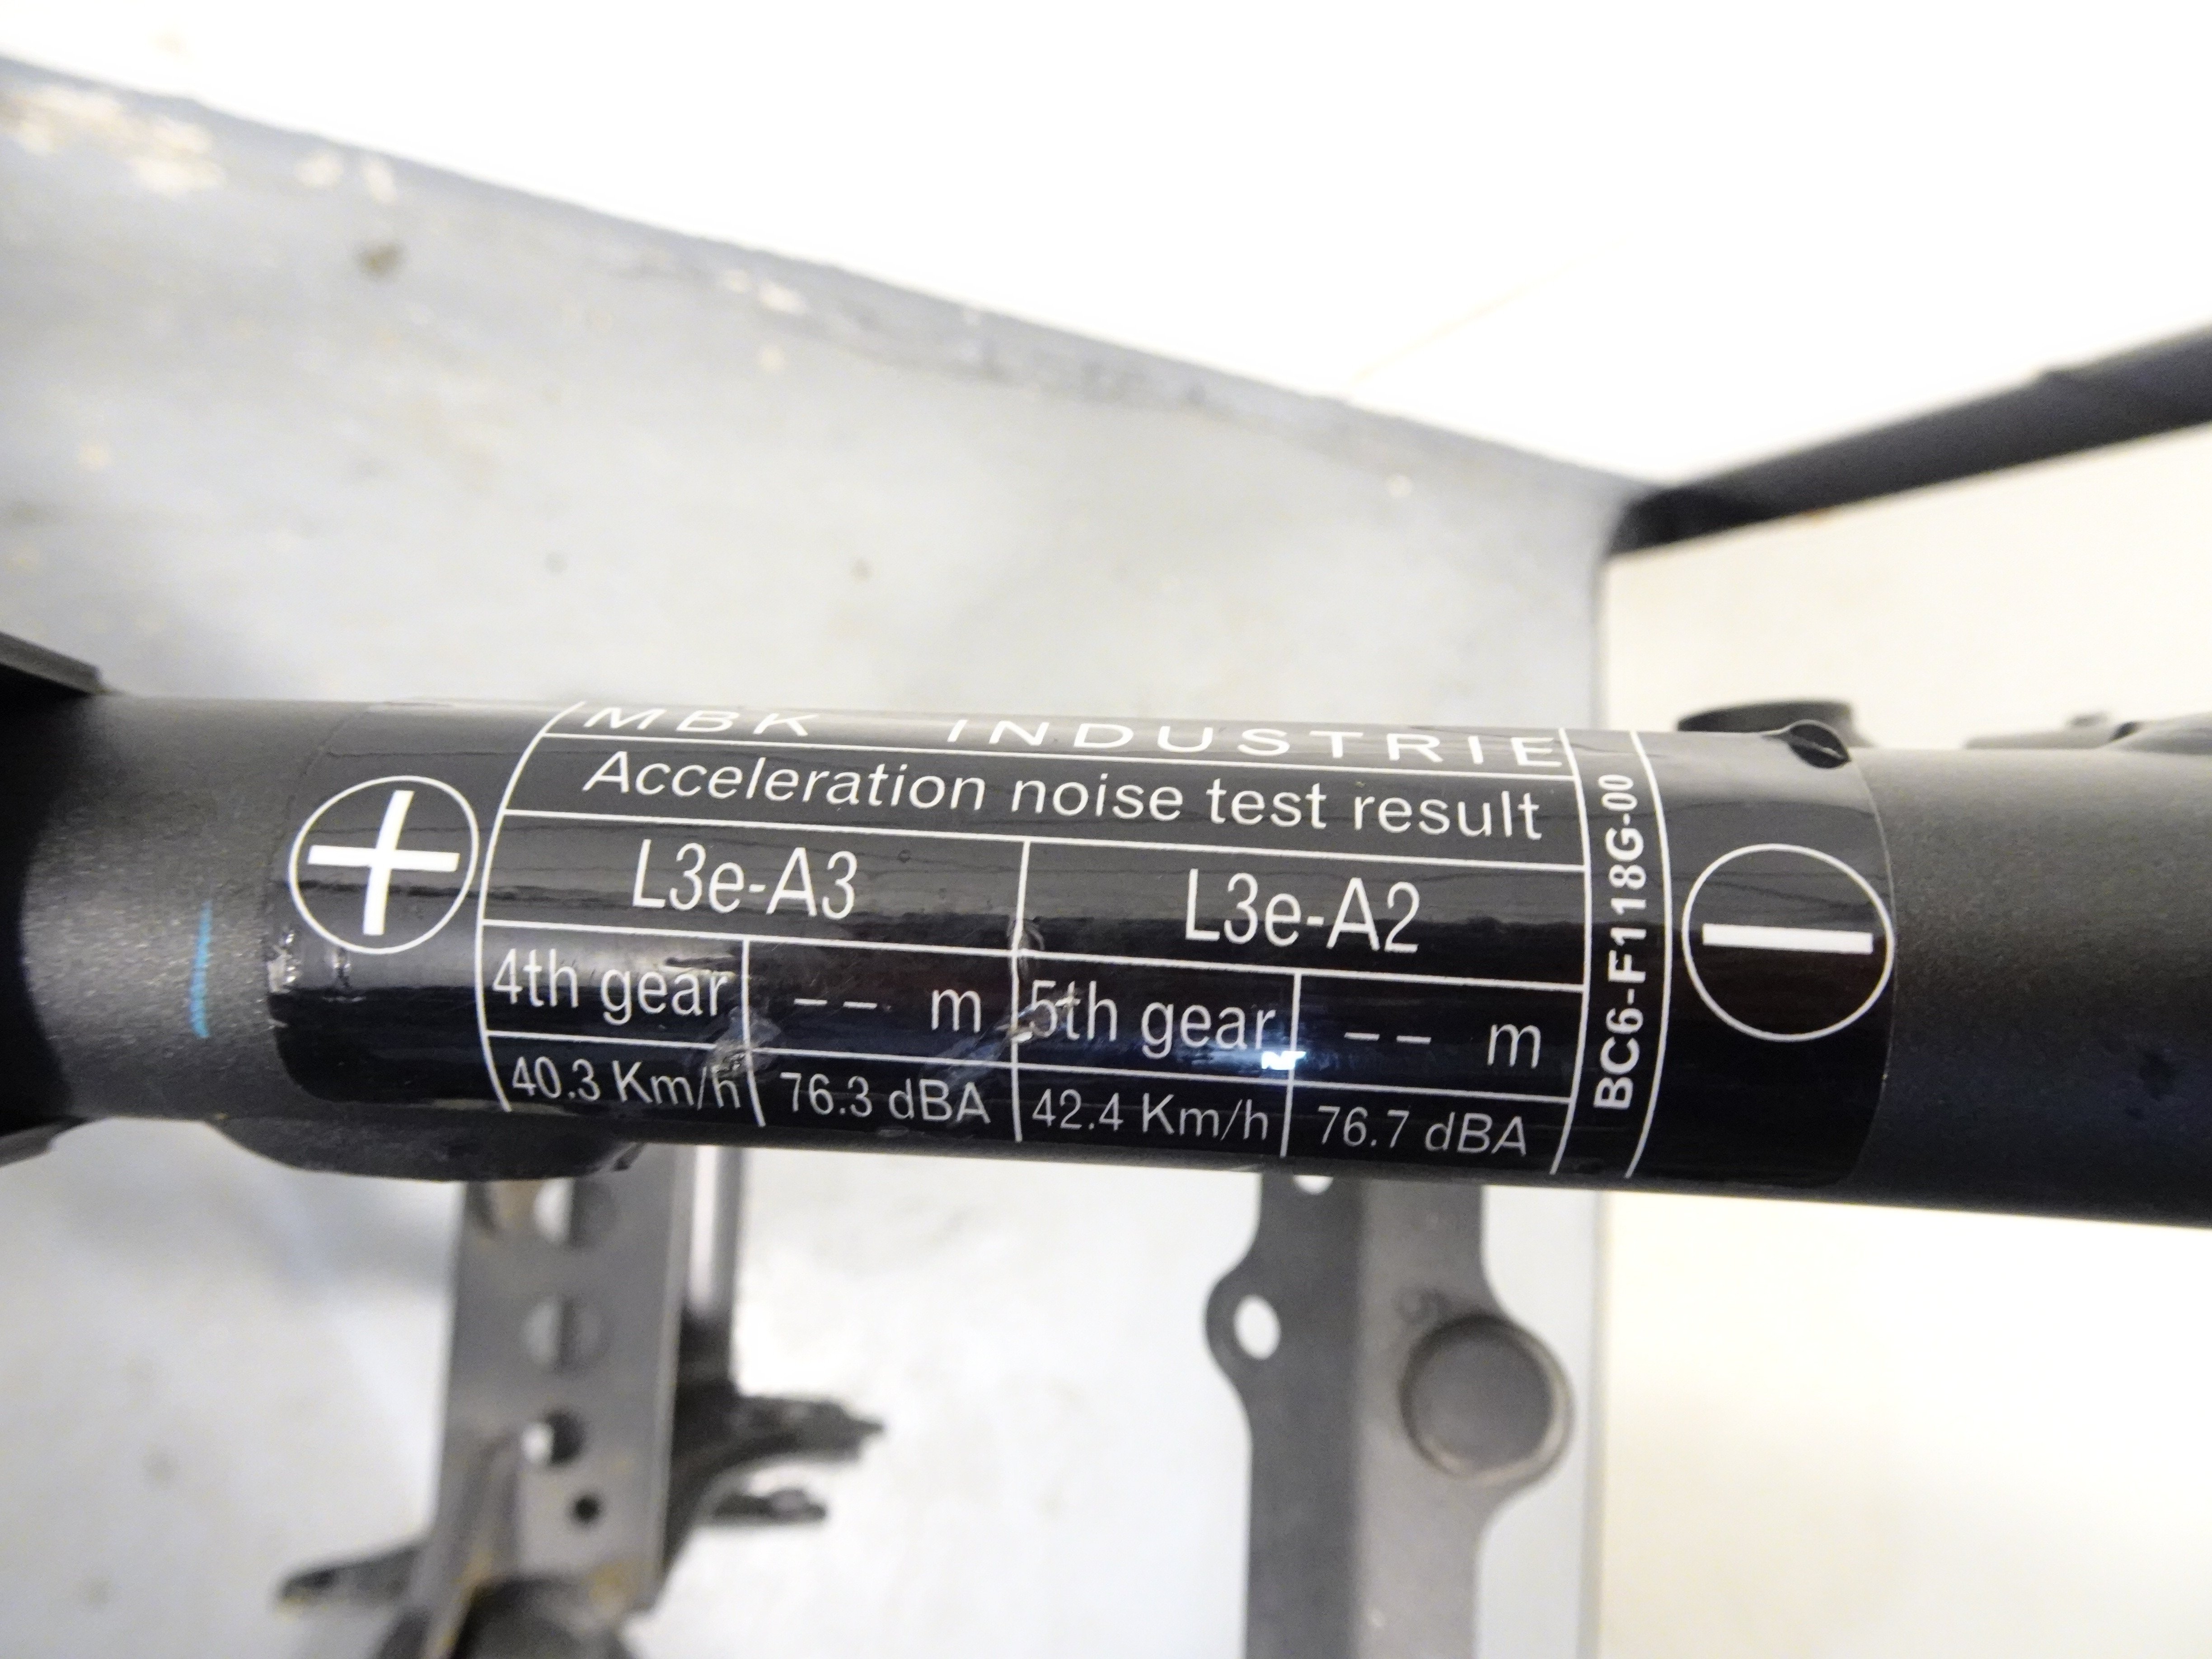 MBK INDUSTRIE
Acceleration noise test result
L3e-A3 L3e-A2
4th gear -- m 5th gear -- m
40.3 Km/h 76.3 dBA 42.4 Km/h 76.7 dBA
BC6-F118G-00